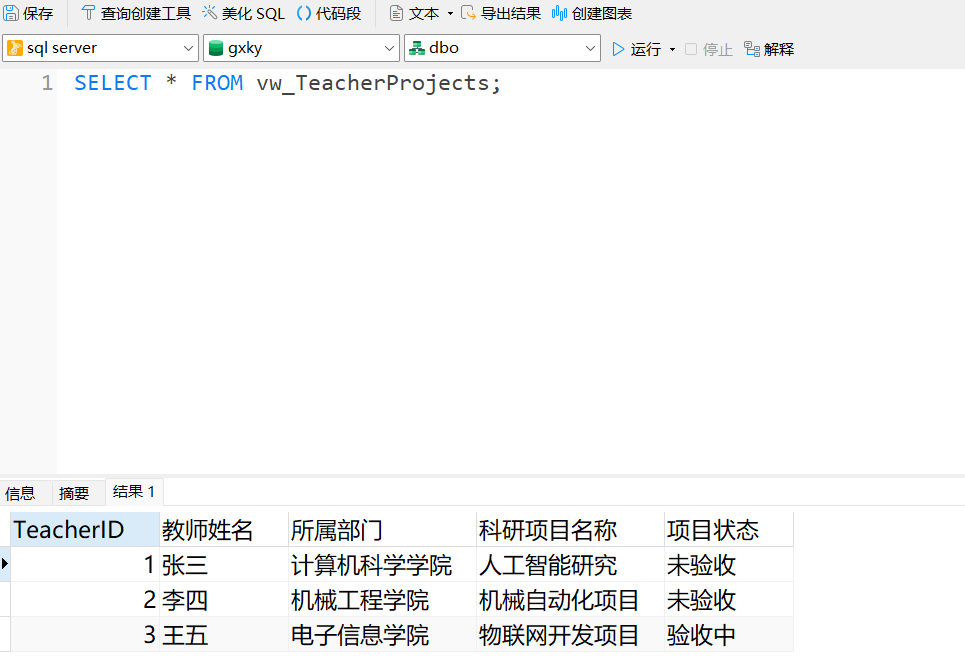 保存 查询创建工具 美化 SQL () 代码段 文本 导出结果 创建图表
sql server gxky dbo 运行 停止 解释
1 SELECT * FROM vw_TeacherProjects;
信息 摘要 结果 1
TeacherID 教师姓名 所属部门 科研项目名称 项目状态
1 张三 计算机科学学院 人工智能研究 未验收
2 李四 机械工程学院 机械自动化项目 未验收
3 王五 电子信息学院 物联网开发项目 验收中